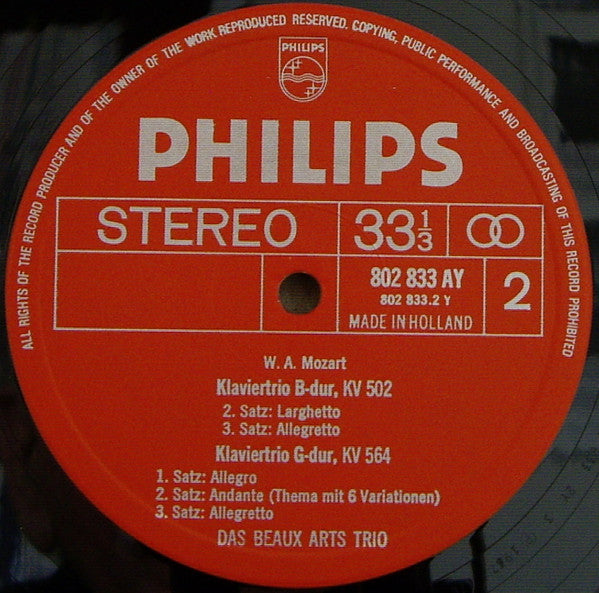 ALL RIGHTS OF THE RECORD PRODUCER AND OF THE OWNER OF THE WORK REPRODUCED RESERVED. COPYING, PUBLIC PERFORMANCE AND BROADCASTING OF THIS RECORD PROHIBITED
PHILIPS
PHILIPS
STEREO 33 1/3
802 833 AY
802 833.2 Y
2
MADE IN HOLLAND
W. A. Mozart
Klaviertrio B-dur, KV 502
2. Satz: Larghetto
3. Satz: Allegretto
Klaviertrio G-dur, KV 564
1. Satz: Allegro
2. Satz: Andante (Thema mit 6 Variationen)
3. Satz: Allegretto
DAS BEAUX ARTS TRIO